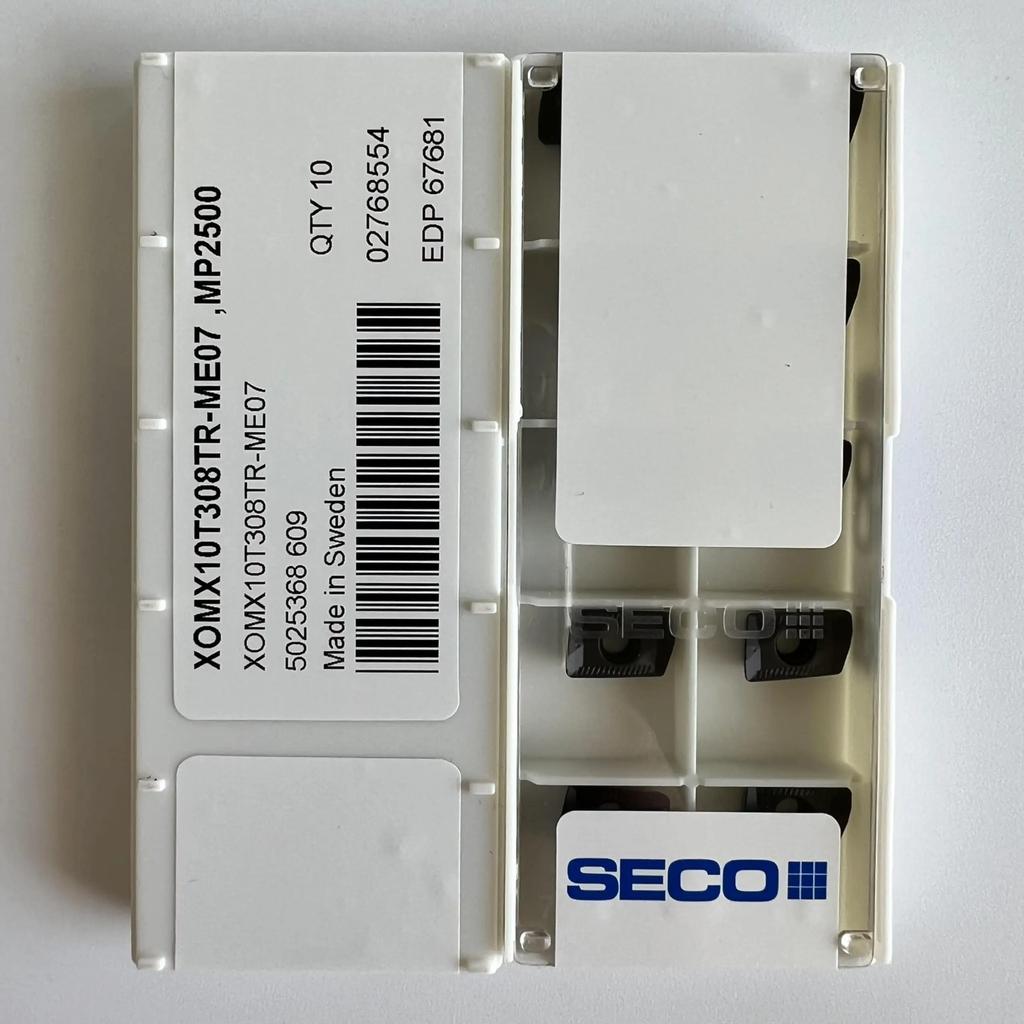 XOMX10T308TR-ME07 ,MP2500
XOMX10T308TR-ME07
5025368 609
QTY 10
Made in Sweden
02768554
EDP 67681
SECO
SECO